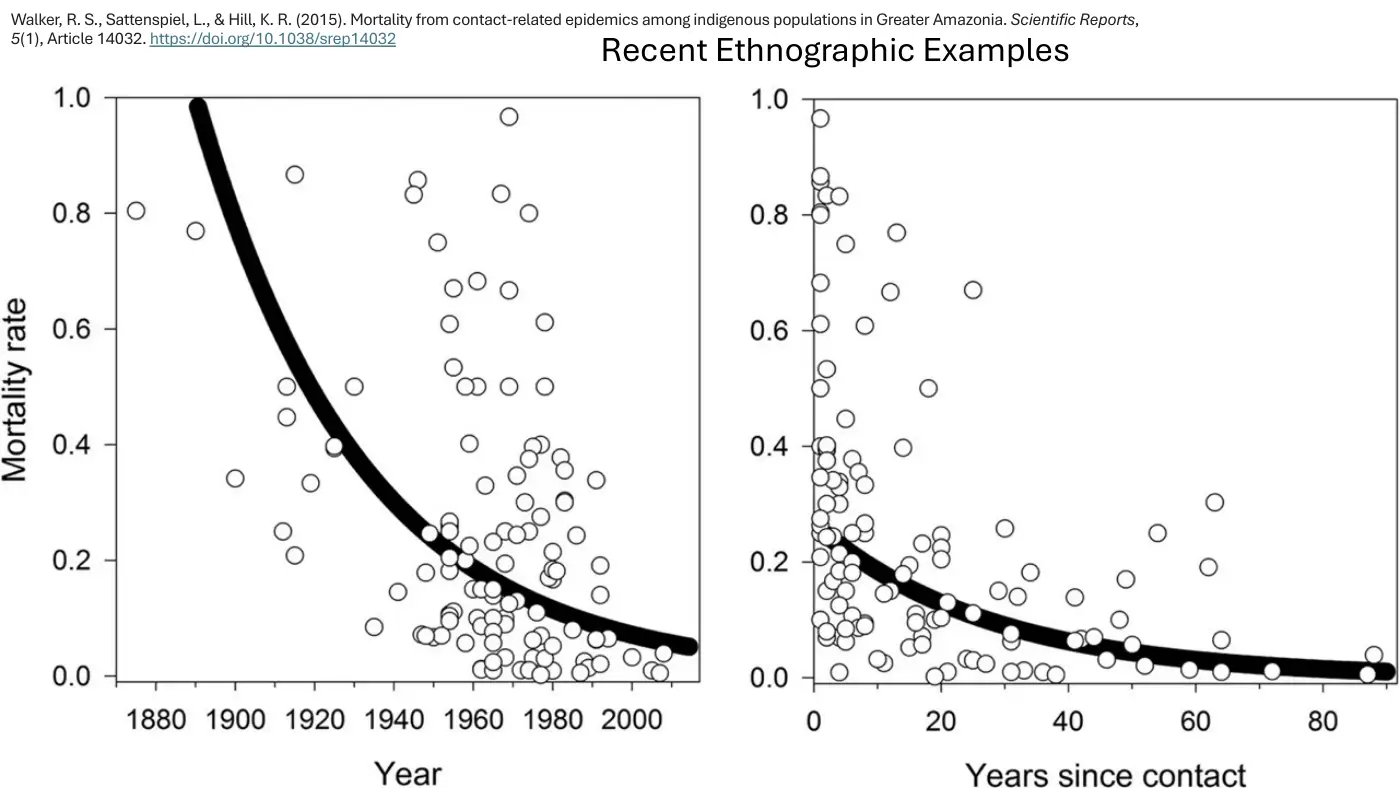 Walker, R. S., Sattenspiel, L., & Hill, K. R. (2015). Mortality from contact-related epidemics among indigenous populations in Greater Amazonia. Scientific Reports,
5(1), Article 14032. https://doi.org/10.1038/srep14032
Recent Ethnographic Examples
Mortality rate
1.0
0.8
0.6
0.4
0.2
0.0
1880 1900 1920 1940 1960 1980 2000
Year
1.0
0.8
0.6
0.4
0.2
0.0
0 20 40 60 80
Years since contact